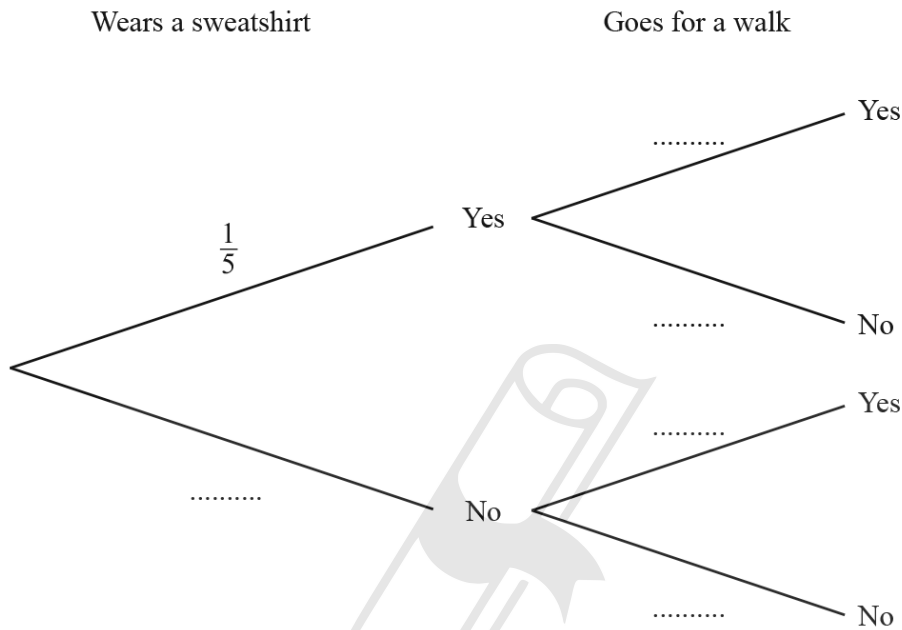 Wears a sweatshirt Goes for a walk
Yes
..........
1/5
Yes
..........
No
Yes
..........
..........
No
..........
No